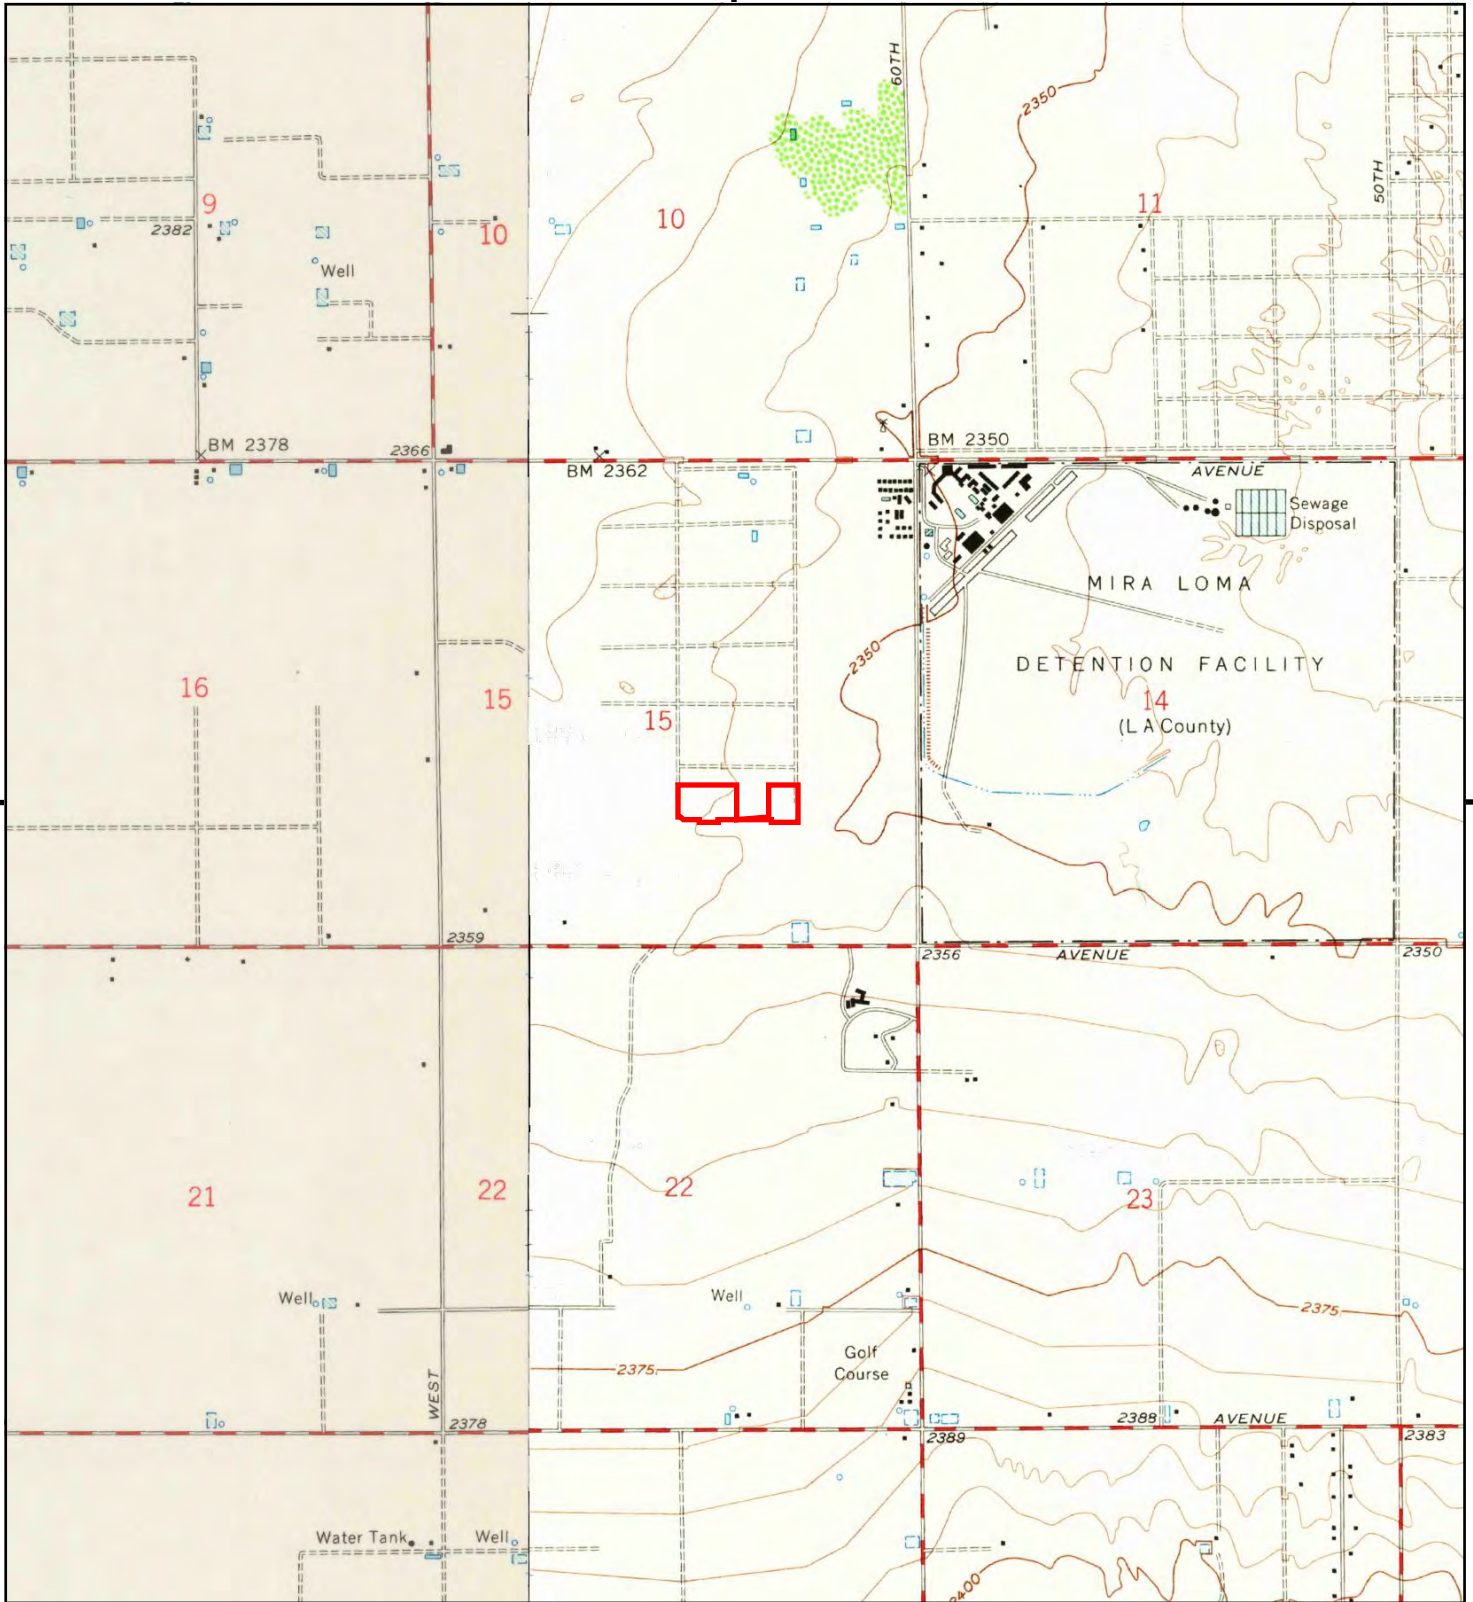 60TH
2350
50TH
9
2382
10
10
11
Well
BM 2378
2366
BM 2362
BM 2350
AVENUE
Sewage
Disposal
MIRA LOMA
2350
DETENTION FACILITY
16
15
15
14
(L A County)
2359
2356
AVENUE
2350
21
22
22
23
Well
Well
2375
2375
Golf
Course
WEST
2378
2388
AVENUE
2389
2383
Water Tank
Well
2400